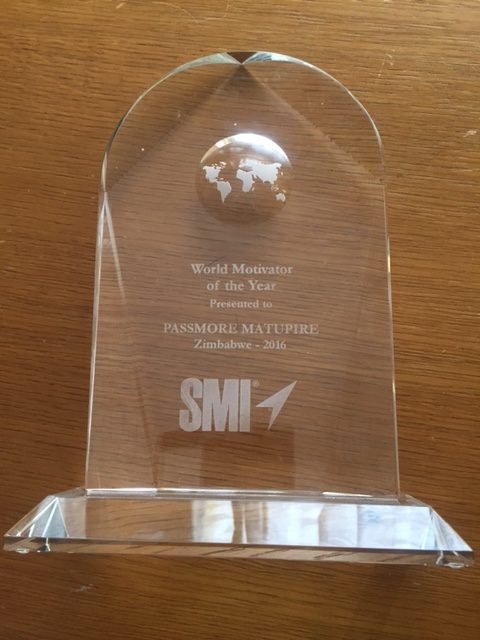 World Motivator
of the Year
Presented to
PASSMORE MATUPIRE
Zimbabwe - 2016
SMI®